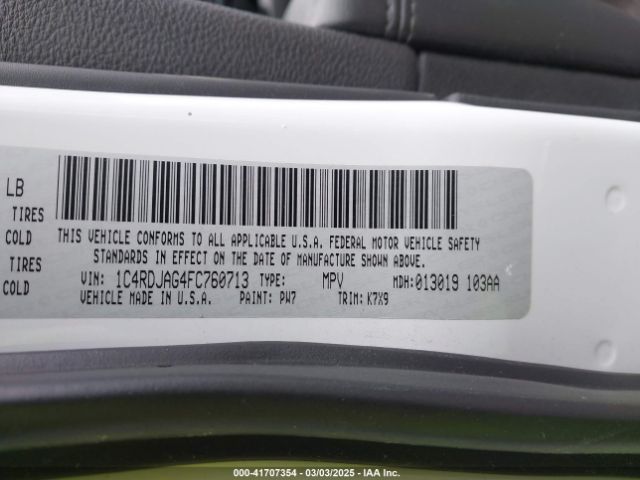 LB
TIRES
COLD
COLD
THIS VEHICLE CONFORMS TO ALL APPLICABLE U.S.A. FEDERAL MOTOR VEHICLE SAFETY
STANDARDS IN EFFECT ON THE DATE OF MANUFACTURE SHOWN ABOVE.
VIN: 1C4RDJAG4FC760713 TYPE: MPV MDH:013019 103AA
VEHICLE MADE IN U.S.A. PAINT: PW7 TRIM: K7X9
000-41707354 - 03/03/2025 - IAA Inc.